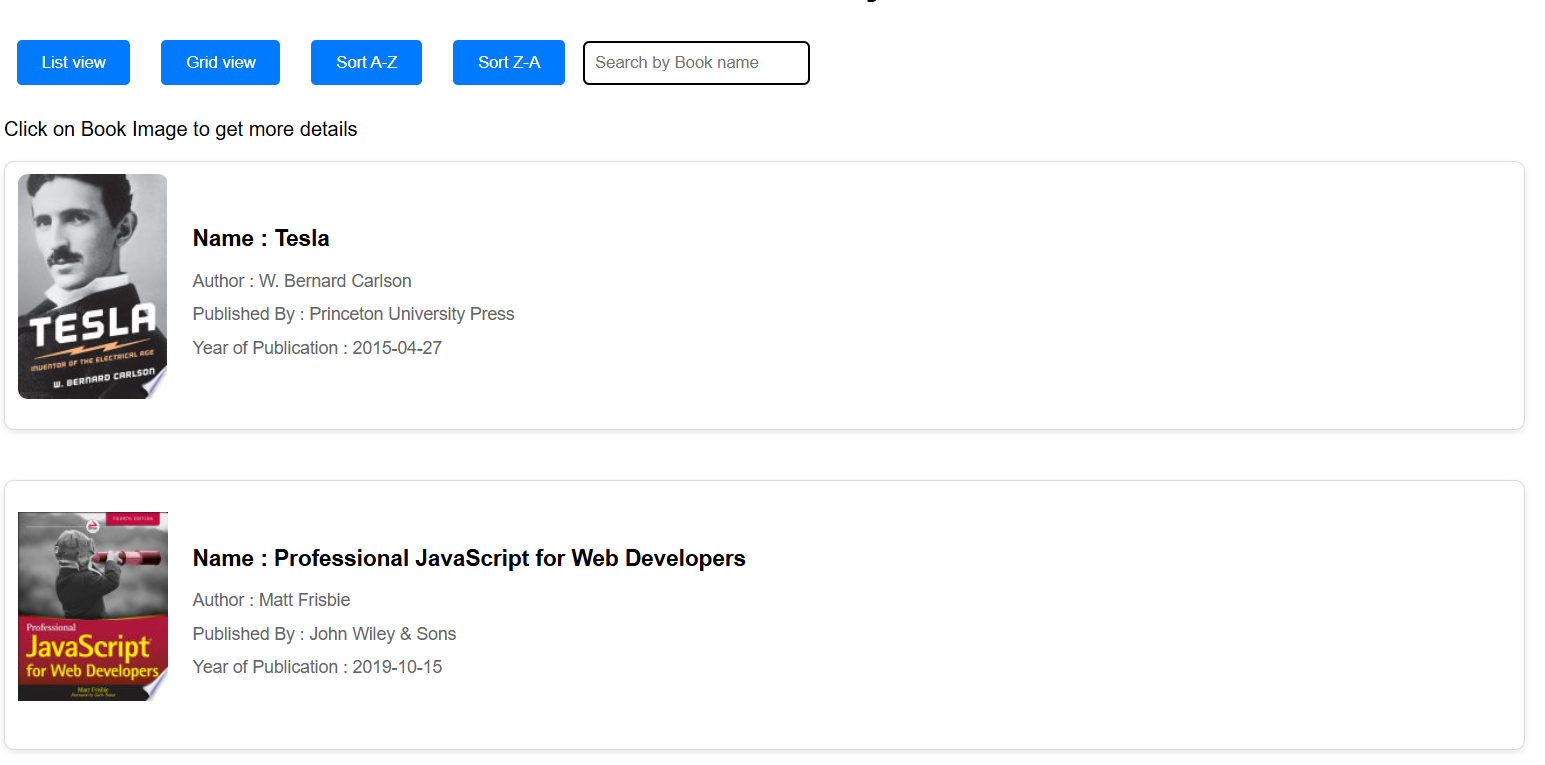 List view
Grid view
Sort A-Z
Sort Z-A
Search by Book name
Click on Book Image to get more details
TESLA
INVENTOR OF THE ELECTRICAL AGE
W. BERNARD CARLSON
Name : Tesla
Author : W. Bernard Carlson
Published By : Princeton University Press
Year of Publication : 2015-04-27
FOURTH EDITION
Professional
JavaScript
for Web Developers
Matt Frisbie
Name : Professional JavaScript for Web Developers
Author : Matt Frisbie
Published By : John Wiley & Sons
Year of Publication : 2019-10-15